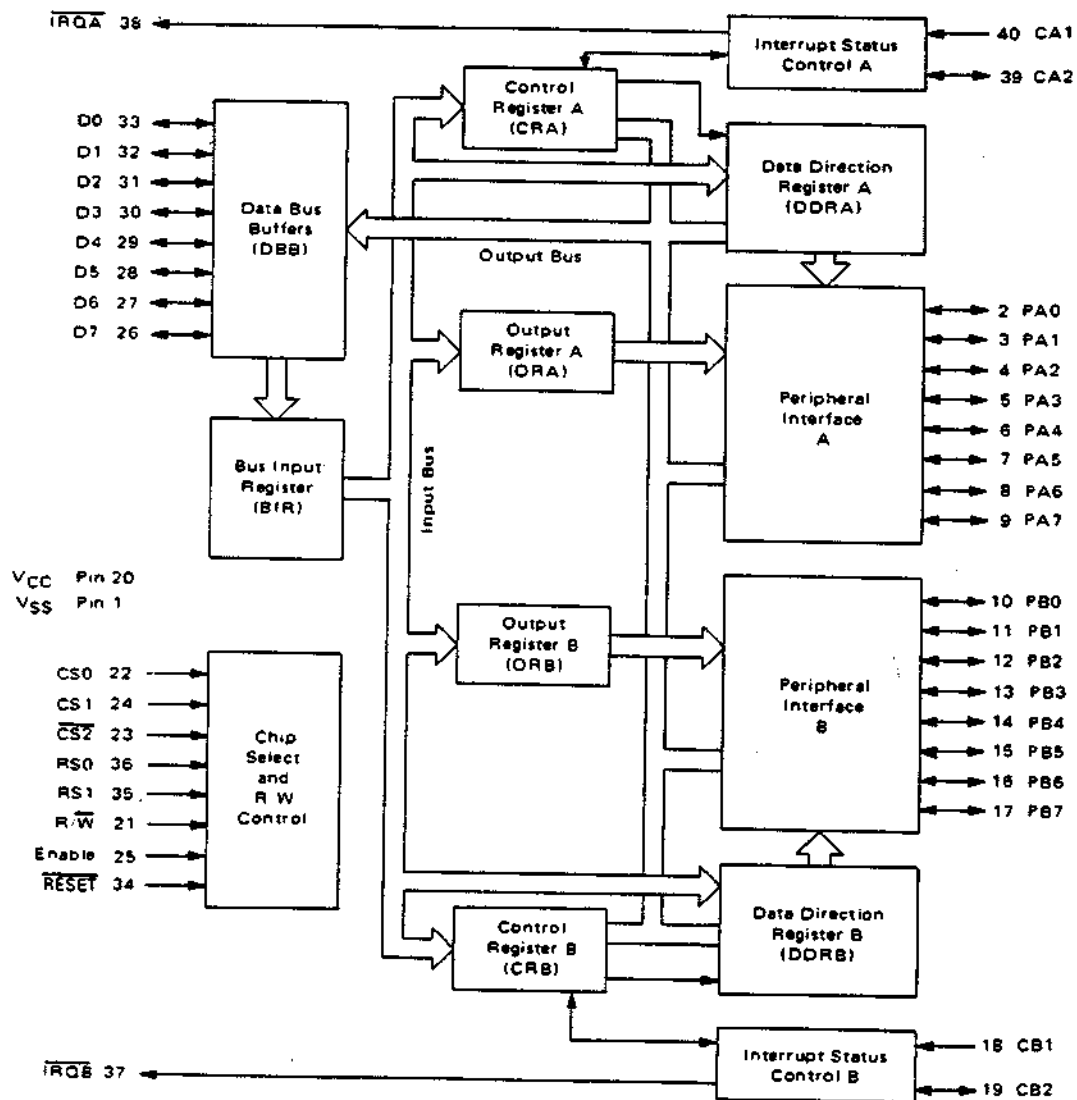 IRQA 38
Interrupt Status
Control A
40 CA1
39 CA2
Control
Register A
(CRA)
D0 33
D1 32
D2 31
D3 30
D4 29
D5 28
D6 27
D7 26
Data Bus
Buffers
(DBB)
Data Direction
Register A
(DDRA)
Output Bus
Output
Register A
(ORA)
Peripheral
Interface
A
2 PA0
3 PA1
4 PA2
5 PA3
6 PA4
7 PA5
8 PA6
9 PA7
Bus Input
Register
(BIR)
Input Bus
VCC Pin 20
VSS Pin 1
Output
Register B
(ORB)
Peripheral
Interface
B
10 PB0
11 PB1
12 PB2
13 PB3
14 PB4
15 PB5
16 PB6
17 PB7
CS0 22
CS1 24
CS2 23
RS0 36
RS1 35
R/W 21
Enable 25
RESET 34
Chip
Select
and
R/W
Control
Control
Register B
(CRB)
Data Direction
Register B
(DDRB)
Interrupt Status
Control B
18 CB1
19 CB2
IRQB 37